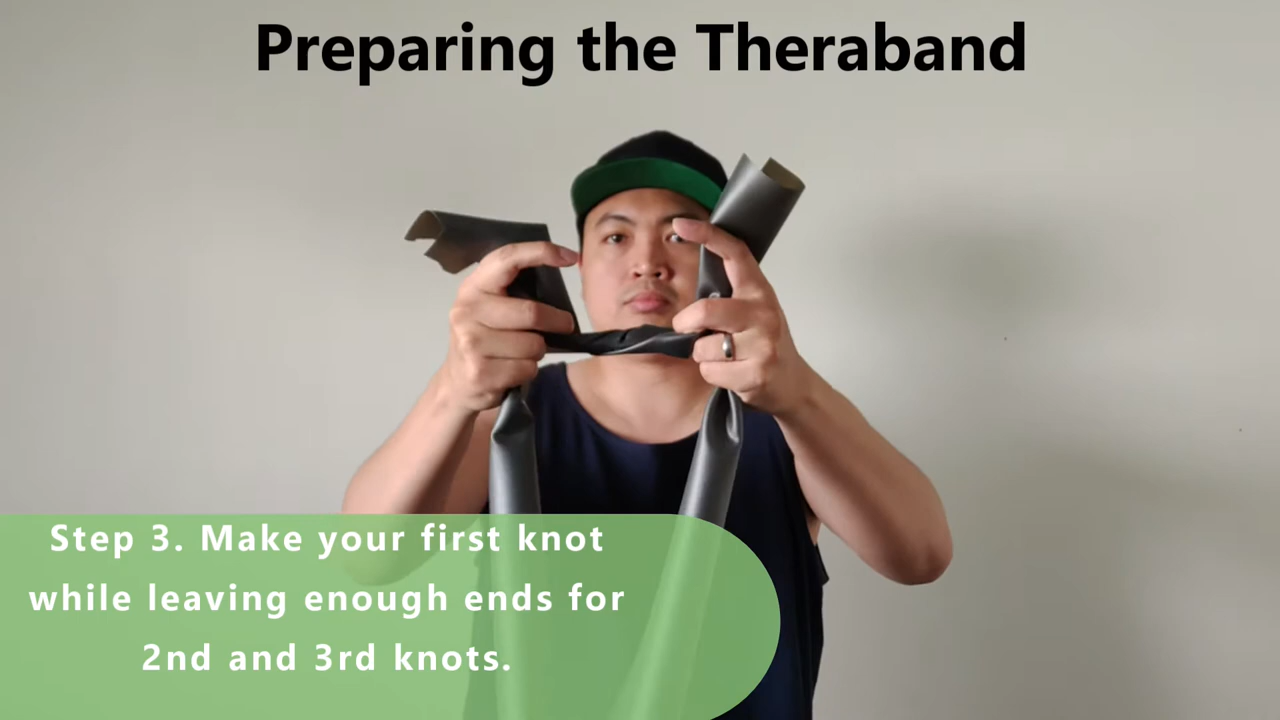 Preparing the Theraband
Step 3. Make your first knot
while leaving enough ends for
2nd and 3rd knots.